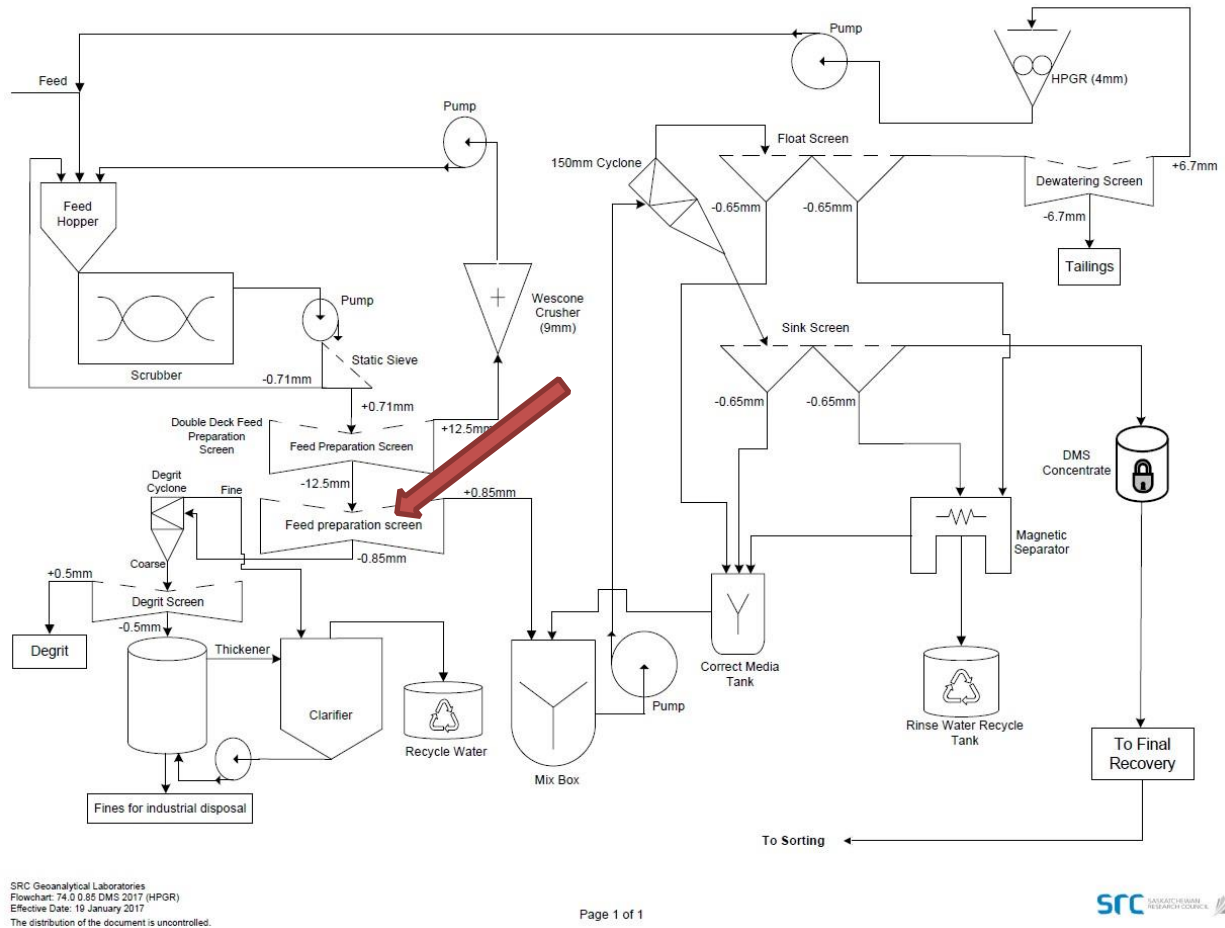 Pump
Feed
HPGR (4mm)
Pump
Float Screen
150mm Cyclone
+6.7mm
Dewatering Screen
Feed
Hopper
-0.65mm
-0.65mm
-6.7mm
Tailings
Wescone
Crusher
(9mm)
Pump
Sink Screen
Static Sieve
Scrubber
-0.71mm
+0.71mm
-0.65mm
-0.65mm
Double Deck Feed
Preparation
Screen
+12.5mm
Feed Preparation Screen
DMS
Concentrate
Degrit
Cyclone
Fine
-12.5mm
+0.85mm
Feed preparation screen
Magnetic
Separator
-0.85mm
Coarse
+0.5mm
Degrit Screen
-0.5mm
Degrit
Thickener
Correct Media
Tank
Clarifier
Pump
Recycle Water
Rinse Water Recycle
Tank
To Final
Recovery
Mix Box
Fines for industrial disposal
To Sorting
SRC Geoanalytical Laboratories
Flowchart: 74.0 0.85 DMS 2017 (HPGR)
Effective Date: 19 January 2017
The distribution of the document is uncontrolled.
Page 1 of 1
src SASKATCHEWAN
RESEARCH COUNCIL